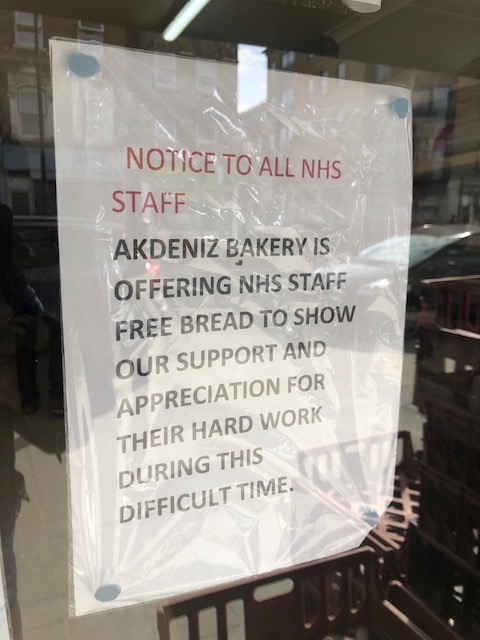 NOTICE TO ALL NHS
STAFF
AKDENIZ BAKERY IS
OFFERING NHS STAFF
FREE BREAD TO SHOW
OUR SUPPORT AND
APPRECIATION FOR
THEIR HARD WORK
DURING THIS
DIFFICULT TIME.